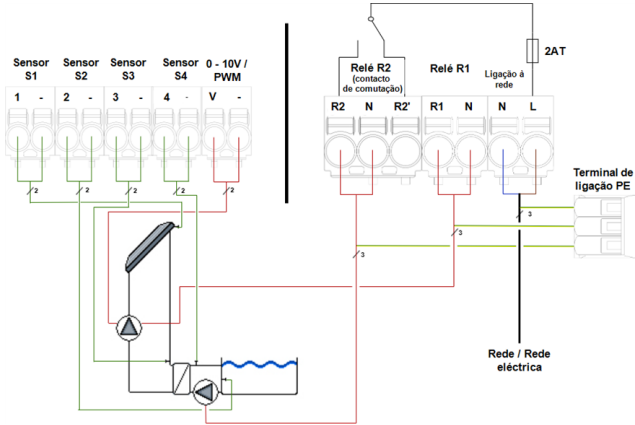 Sensor S1
Sensor S2
Sensor S3
Sensor S4
0 - 10V / PWM
1 - 2 - 3 - 4 - V -
2 2 2 2 2
Relé R2
(contacto
de comutação)
Relé R1
Ligação á
rede
2AT
R2 N R2' R1 N N L
Terminal de
ligação PE
3
3
3
Rede / Rede
eléctrica